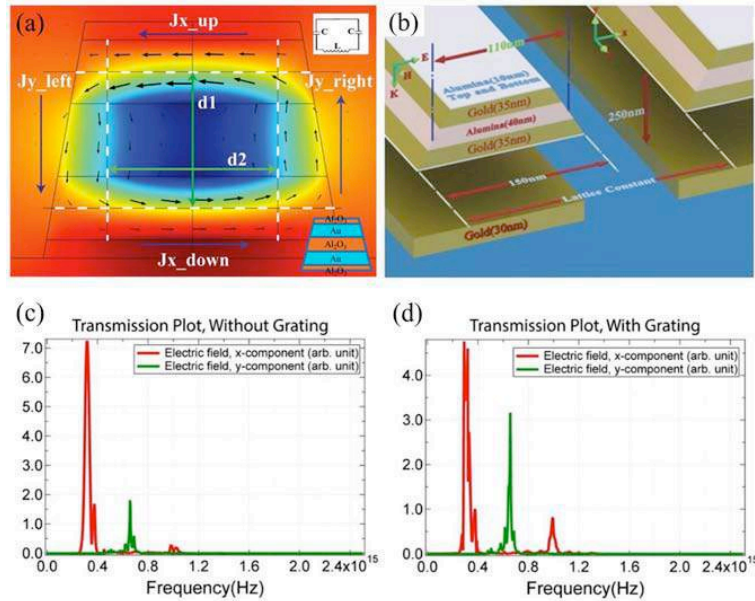 (a)
Jx_up
C
C
L
Jy_left
Jy_right
d1
d2
Al₂O₃
Au
Al₂O₃
Au
Al₂O₃
Jx_down
(b)
110nm
E
H
K
x
Alumina(10nm)
Top and Bottom
Gold(35nm)
Alumina(40nm)
Gold(35nm)
250nm
150nm
Lattice Constant
Gold(30nm)
(c)
Transmission Plot, Without Grating
Electric field, x-component (arb. unit)
Electric field, y-component (arb. unit)
7.0
6.0
5.0
4.0
3.0
2.0
1.0
0.0
0.0 0.4 0.8 1.2 1.6 2.0 2.4x10 15
Frequency(Hz)
(d)
Transmission Plot, With Grating
Electric field, x-component (arb. unit)
Electric field, y-component (arb. unit)
4.0
3.0
2.0
1.0
0.0
0.0 0.4 0.8 1.2 1.6 2.0 2.4x10 15
Frequency(Hz)